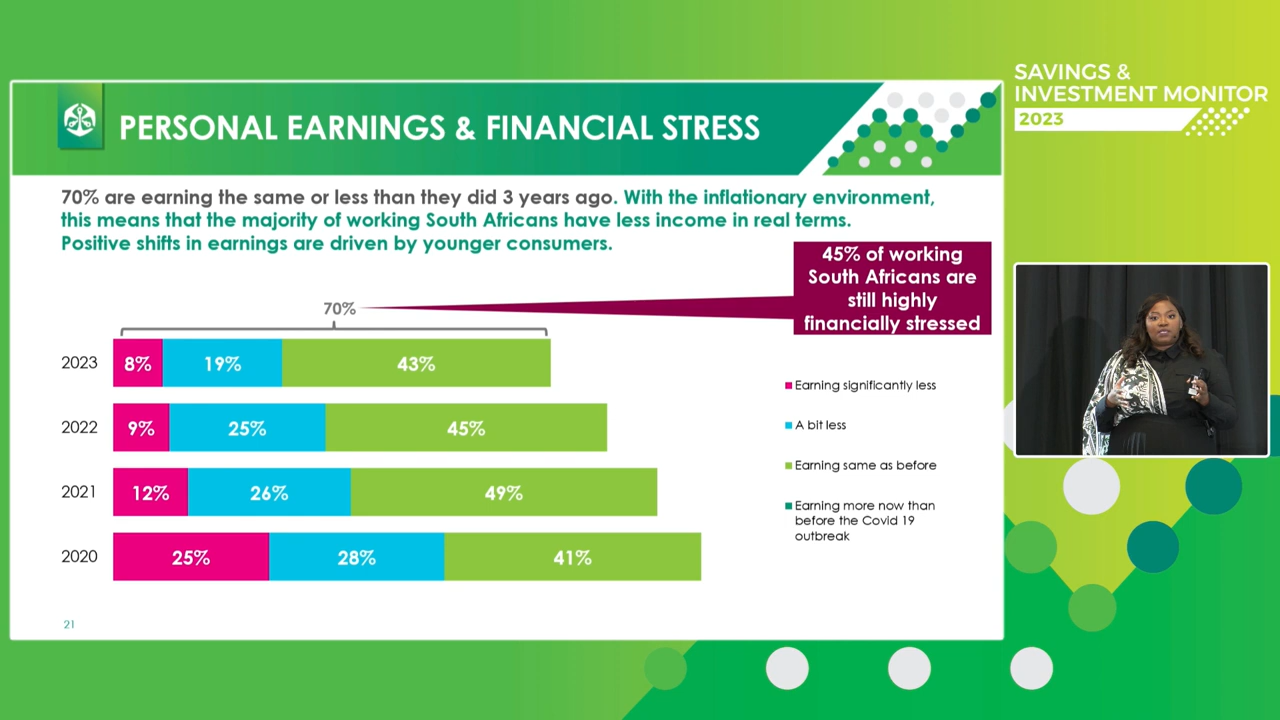 SAVINGS &
INVESTMENT MONITOR
2023
PERSONAL EARNINGS & FINANCIAL STRESS
70% are earning the same or less than they did 3 years ago. With the inflationary environment,
this means that the majority of working South Africans have less income in real terms.
Positive shifts in earnings are driven by younger consumers.
45% of working
South Africans are
still highly
financially stressed
70%
2023 8% 19% 43%
2022 9% 25% 45%
2021 12% 26% 49%
2020 25% 28% 41%
Earning significantly less
A bit less
Earning same as before
Earning more now than
before the Covid 19
outbreak
21